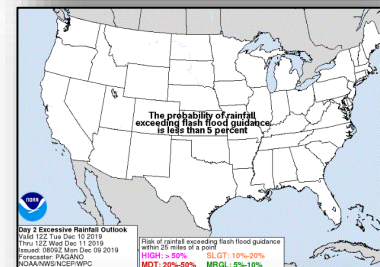 The probability of rainfall
exceeding flash flood guidance
is less than 5 percent
NOAA
Day 2 Excessive Rainfall Outlook
Valid 12Z Tue Dec 10 2019
Thru 12Z Wed Dec 11 2019
Issued: 0809Z Mon Dec 09 2019
Forecaster: PAGANO
NOAA/NWS/NCEP/WPC
Risk of rainfall exceeding flash flood guidance
within 25 miles of a point
HIGH: > 50% SLGT: 10%-20%
MDT: 20%-50% MRGL: 5%-10%